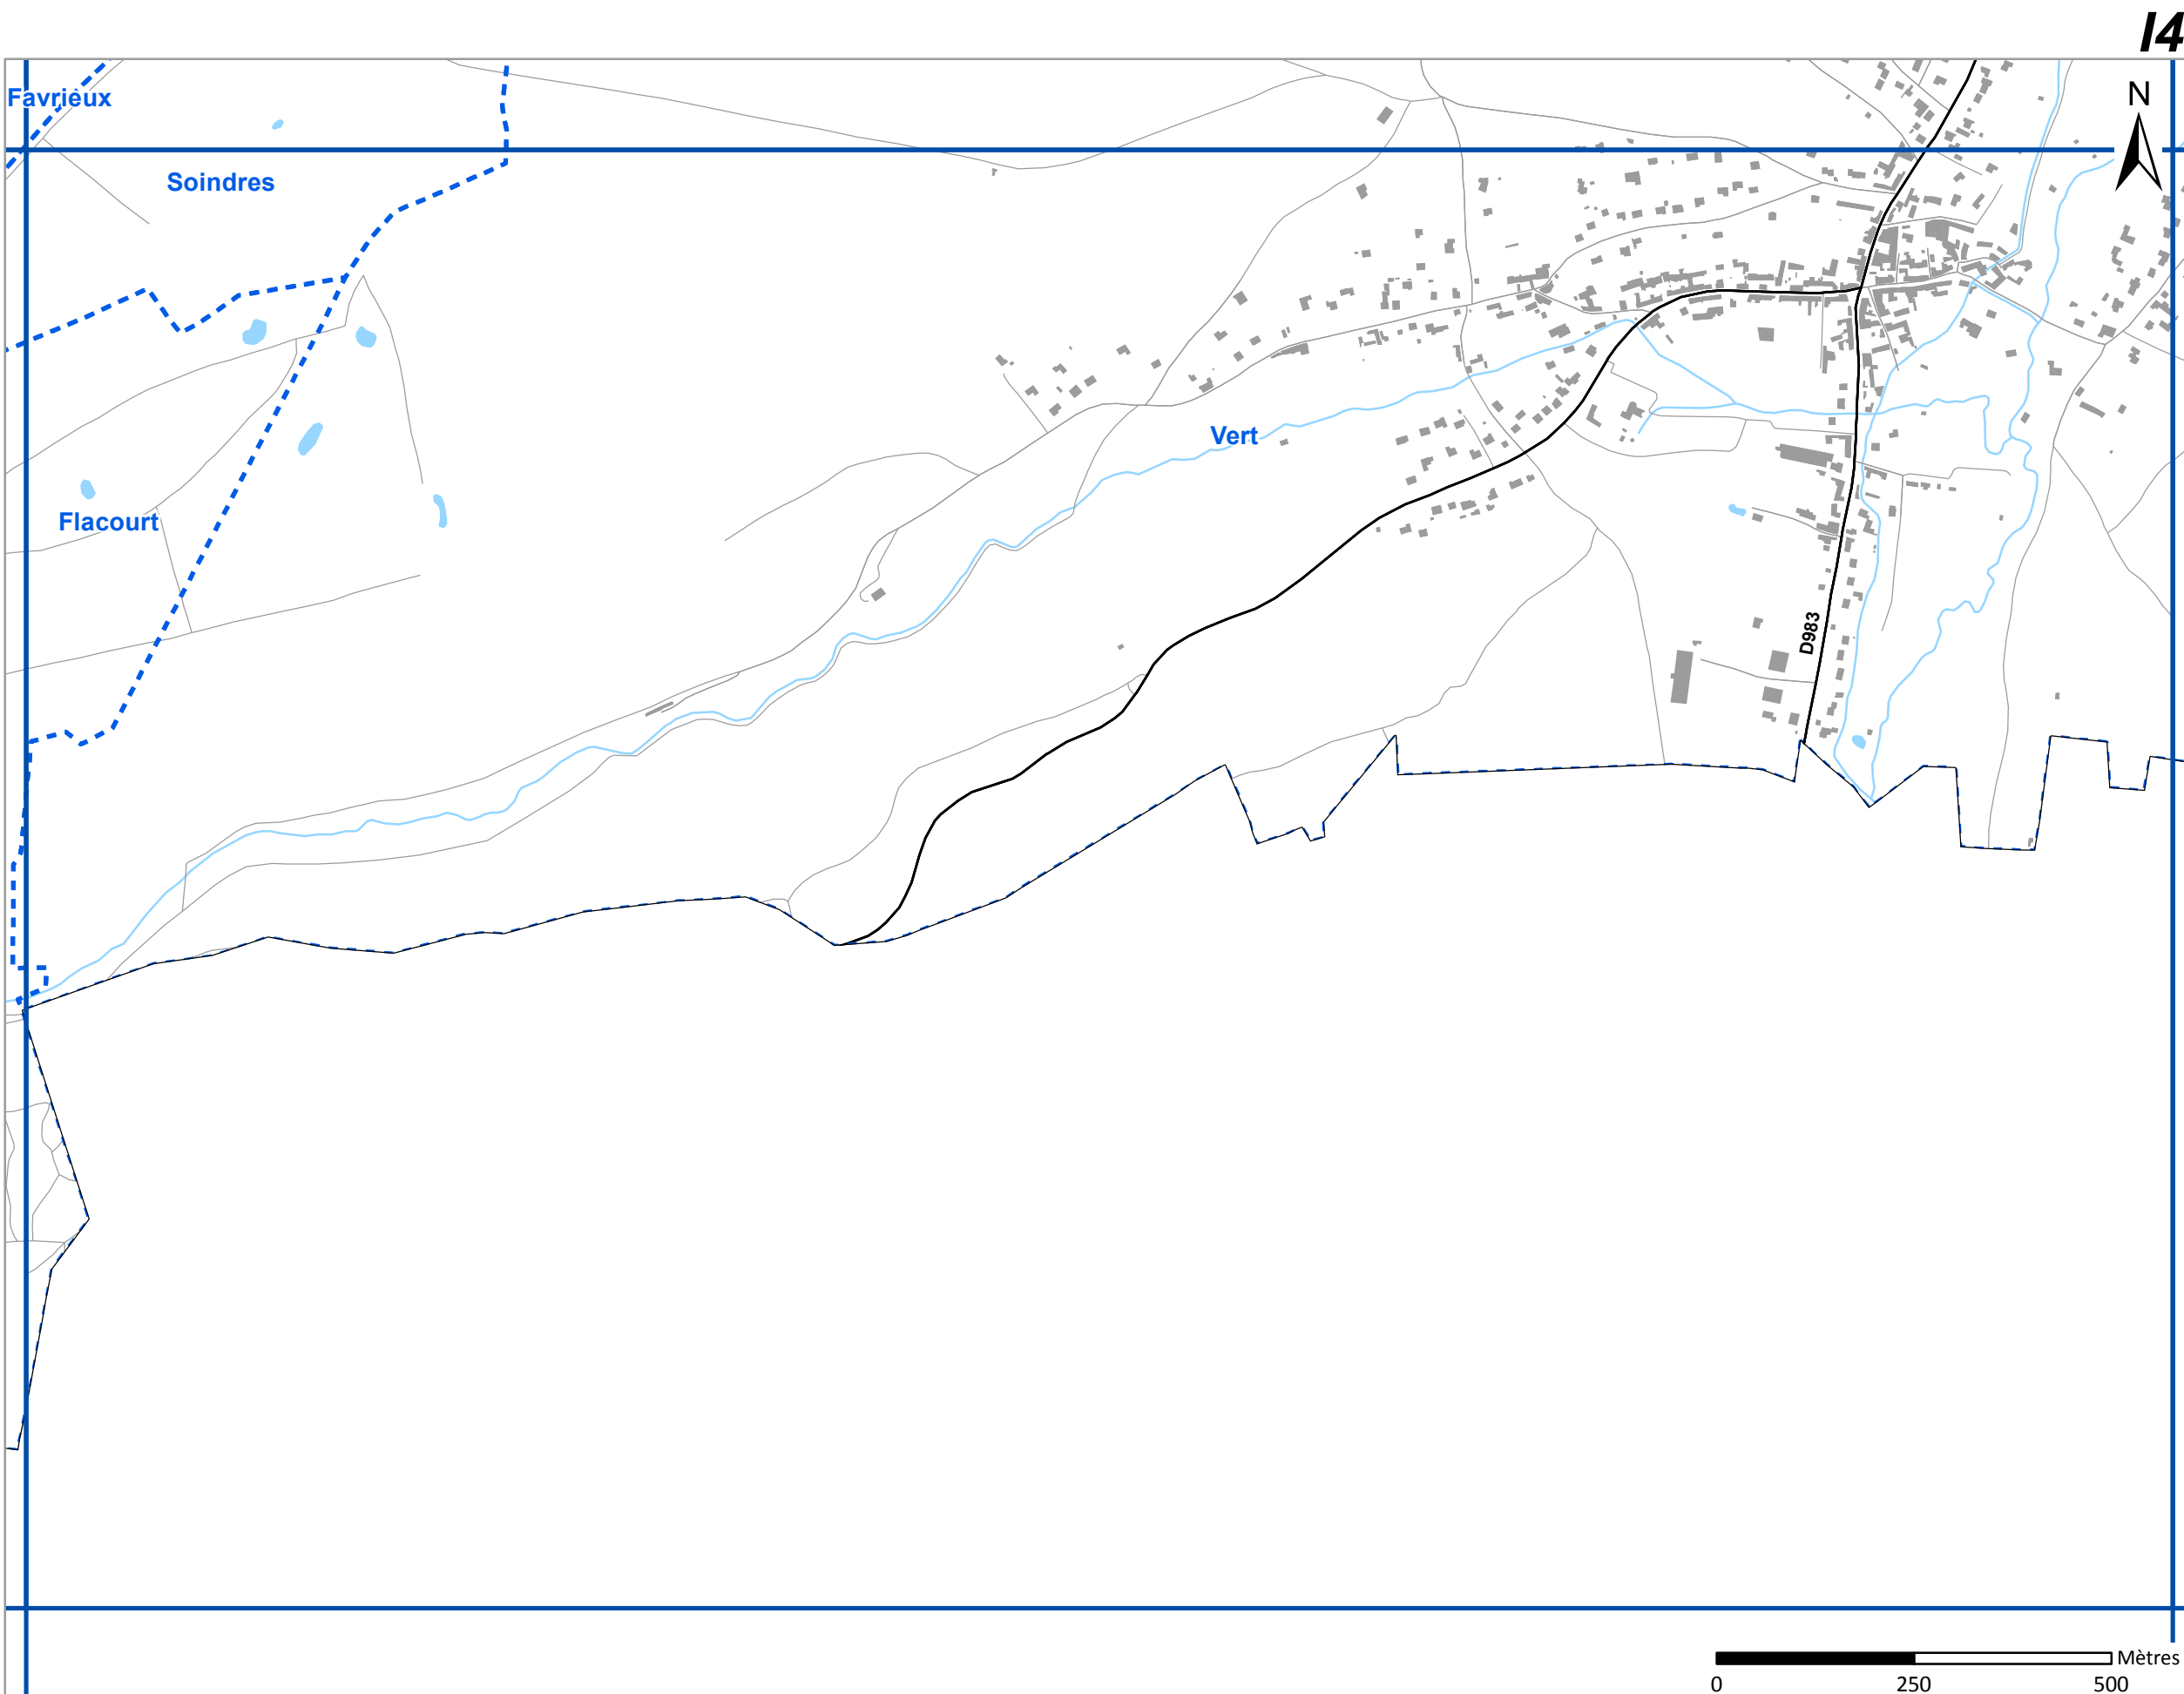 I4
N
Favrieux
Soindres
Vert
Flacourt
D983
Mètres
0 250 500